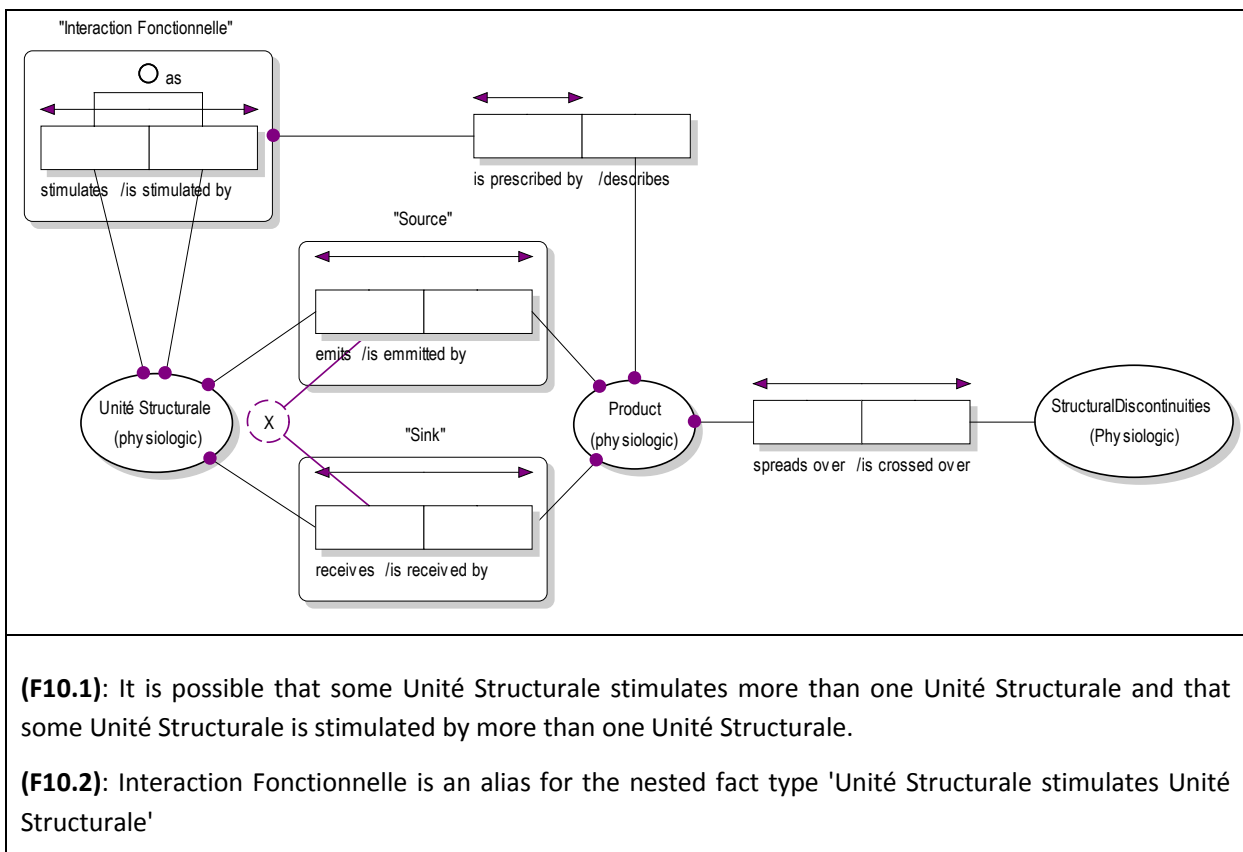 "Interaction Fonctionnelle"
as
stimulates /is stimulated by
is prescribed by /describes
"Source"
emits /is emmitted by
Unité Structurale
(physiologic)
X
Product
(physiologic)
StructuralDiscontinuities
(Physiologic)
"Sink"
spreads over /is crossed over
receives /is received by
(F10.1): It is possible that some Unité Structurale stimulates more than one Unité Structurale and that
some Unité Structurale is stimulated by more than one Unité Structurale.
(F10.2): Interaction Fonctionnelle is an alias for the nested fact type 'Unité Structurale stimulates Unité
Structurale'